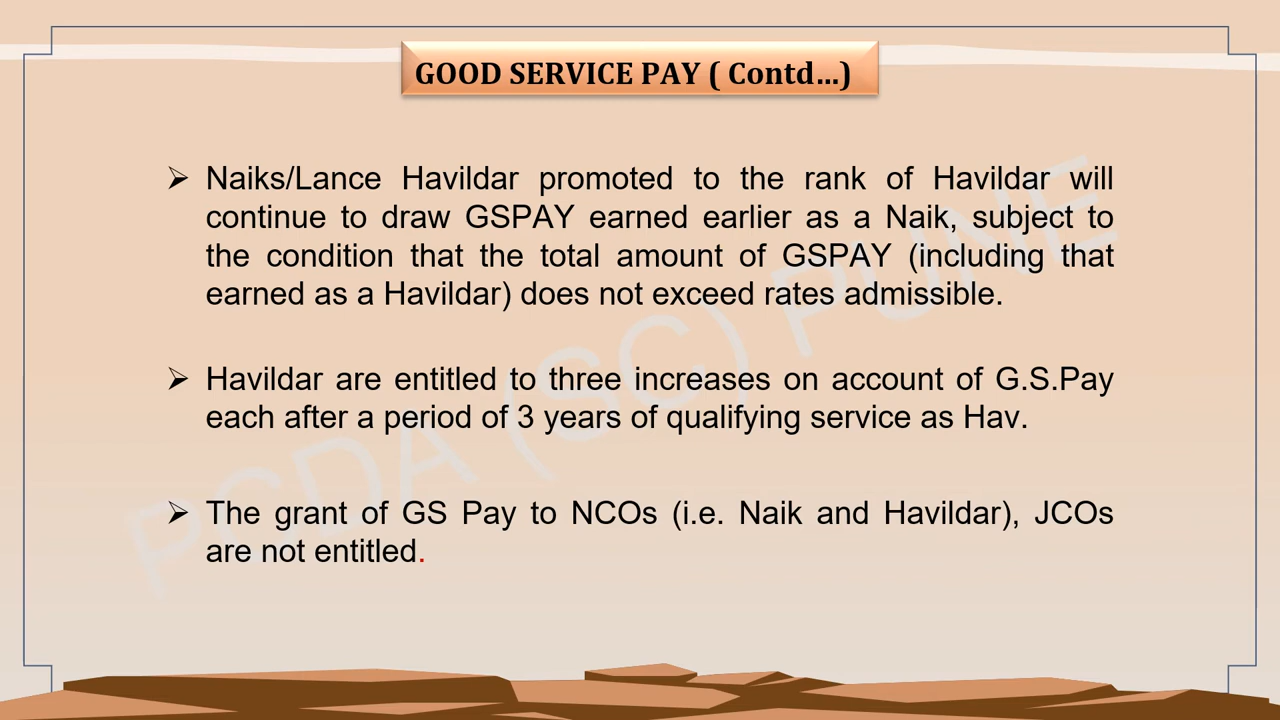 GOOD SERVICE PAY ( Contd...)
➢ Naiks/Lance Havildar promoted to the rank of Havildar will
continue to draw GSPAY earned earlier as a Naik, subject to
the condition that the total amount of GSPAY (including that
earned as a Havildar) does not exceed rates admissible.
➢ Havildar are entitled to three increases on account of G.S.Pay
each after a period of 3 years of qualifying service as Hav.
➢ The grant of GS Pay to NCOs (i.e. Naik and Havildar), JCOs
are not entitled.
PCDA (SC) PUNE